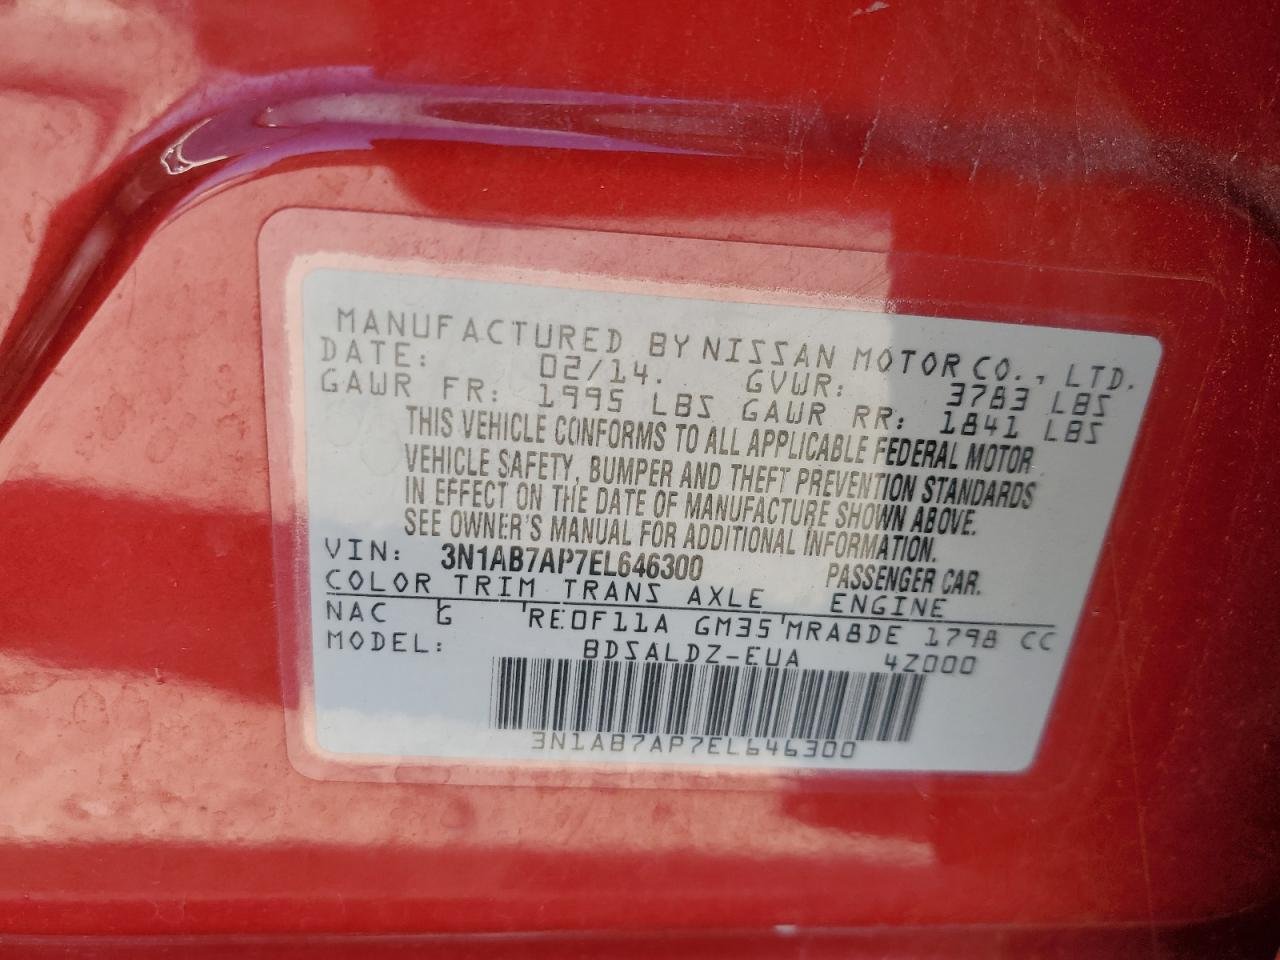 MANUFACTURED BY NISSAN MOTOR CO., LTD.
DATE: 02/14. GVWR: 3783 LBS
GAWR FR: 1995 LBS GAWR RR: 1841 LBS
THIS VEHICLE CONFORMS TO ALL APPLICABLE FEDERAL MOTOR
VEHICLE SAFETY, BUMPER AND THEFT PREVENTION STANDARDS
IN EFFECT ON THE DATE OF MANUFACTURE SHOWN ABOVE.
SEE OWNER'S MANUAL FOR ADDITIONAL INFORMATION.
VIN: 3N1AB7AP7EL646300 PASSENGER CAR.
COLOR TRIM TRANS AXLE ENGINE
NAC G RE0F11A GM35 MRA8DE 1798 CC
MODEL: BDSALDZ-EUA 4Z000
3N1AB7AP7EL646300